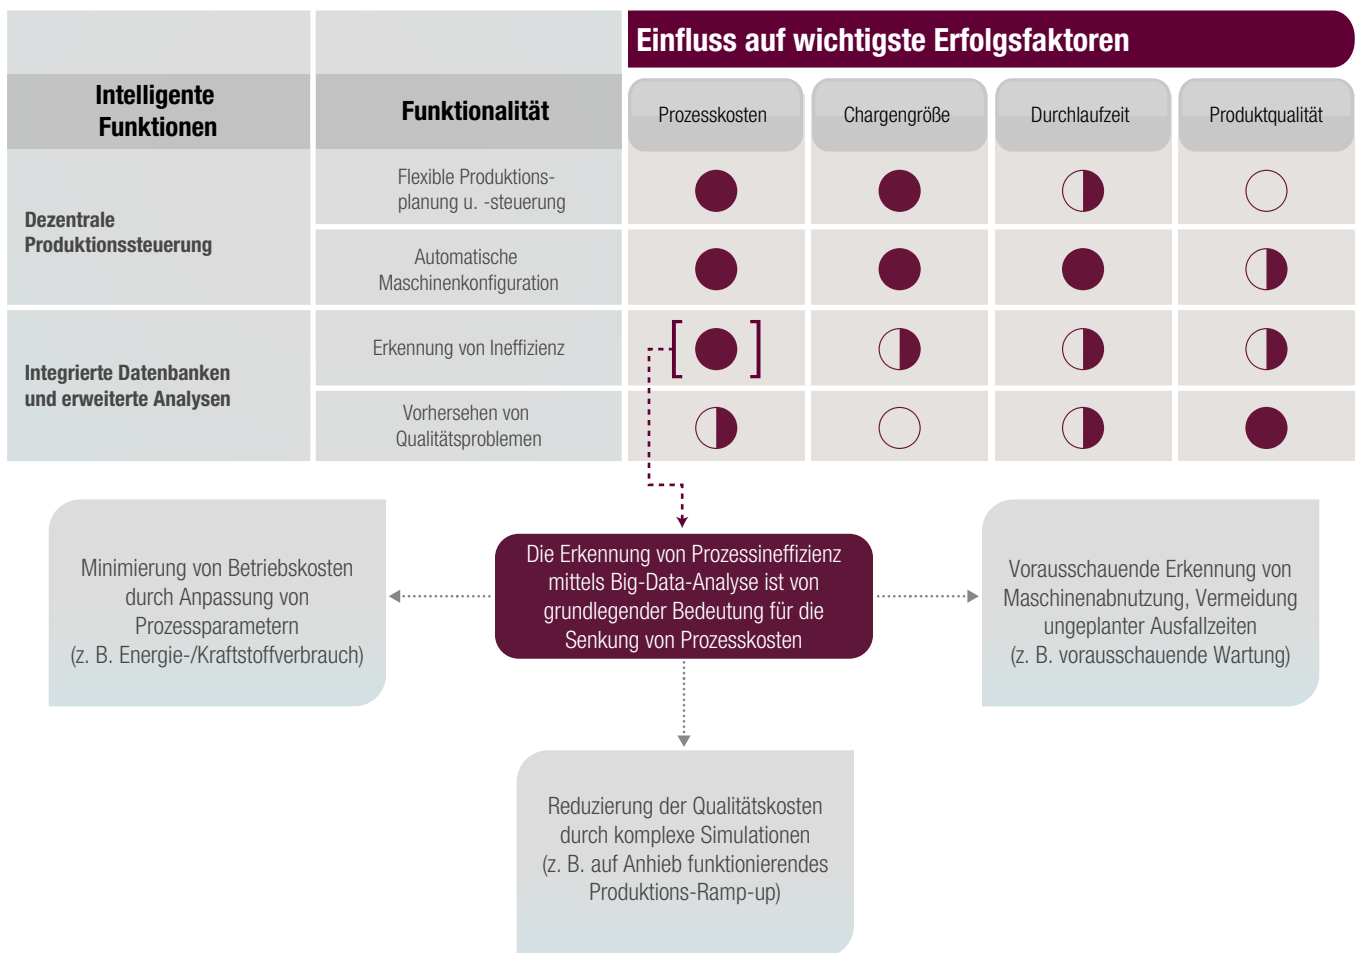 Einfluss auf wichtigste Erfolgsfaktoren
Intelligente
Funktionen
Funktionalität
Prozesskosten
Chargengröße
Durchlaufzeit
Produktqualität
Dezentrale
Produktionssteuerung
Flexible Produktions-
planung u. -steuerung
Automatische
Maschinenkonfiguration
Integrierte Datenbanken
und erweiterte Analysen
Erkennung von Ineffizienz
Vorhersehen von
Qualitätsproblemen
Minimierung von Betriebskosten
durch Anpassung von
Prozessparametern
(z. B. Energie-/Kraftstoffverbrauch)
Die Erkennung von Prozessineffizienz
mittels Big-Data-Analyse ist von
grundlegender Bedeutung für die
Senkung von Prozesskosten
Vorausschauende Erkennung von
Maschinenabnutzung, Vermeidung
ungeplanter Ausfallzeiten
(z. B. vorausschauende Wartung)
Reduzierung der Qualitätskosten
durch komplexe Simulationen
(z. B. auf Anhieb funktionierendes
Produktions-Ramp-up)